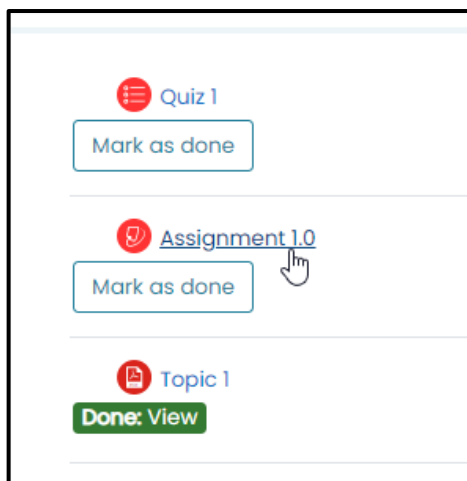 Quiz 1
Mark as done
Assignment 1.0
Mark as done
Topic 1
Done: View